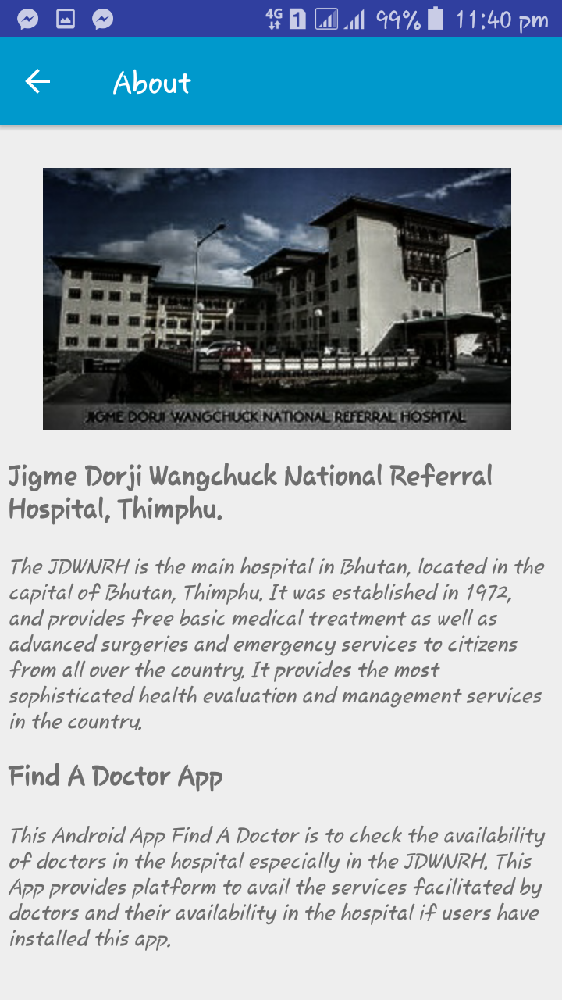 4G 1 99% 11:40 pm
About
JIGME DORJI WANGCHUCK NATIONAL REFERRAL HOSPITAL
Jigme Dorji Wangchuck National Referral
Hospital, Thimphu.
The JDWNRH is the main hospital in Bhutan, located in the
capital of Bhutan, Thimphu. It was established in 1972,
and provides free basic medical treatment as well as
advanced surgeries and emergency services to citizens
from all over the country. It provides the most
sophisticated health evaluation and management services
in the country.
Find A Doctor App
This Android App Find A Doctor is to check the availability
of doctors in the hospital especially in the JDWNRH. This
App provides platform to avail the services facilitated by
doctors and their availability in the hospital if users have
installed this app.